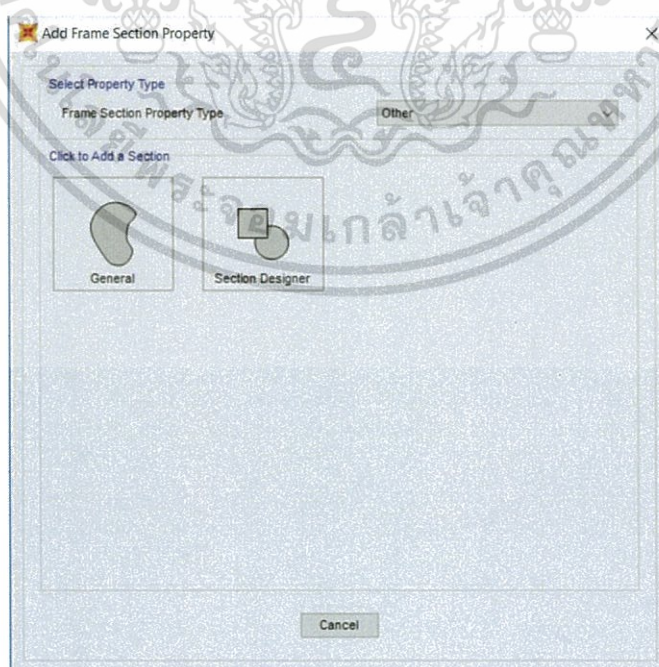 Add Frame Section Property
Select Property Type
Frame Section Property Type
Other
Click to Add a Section
General
Section Designer
Cancel